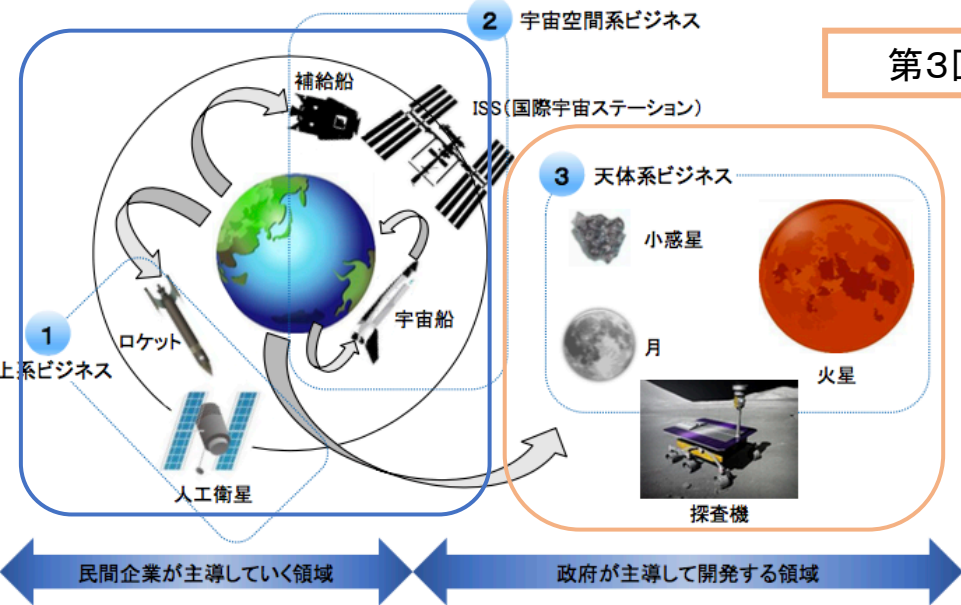 2 宇宙空間系ビジネス
第3回
補給船
ISS(国際宇宙ステーション)
3 天体系ビジネス
小惑星
1
上系ビジネス
ロケット
宇宙船
月
火星
人工衛星
探査機
民間企業が主導していく領域
政府が主導して開発する領域